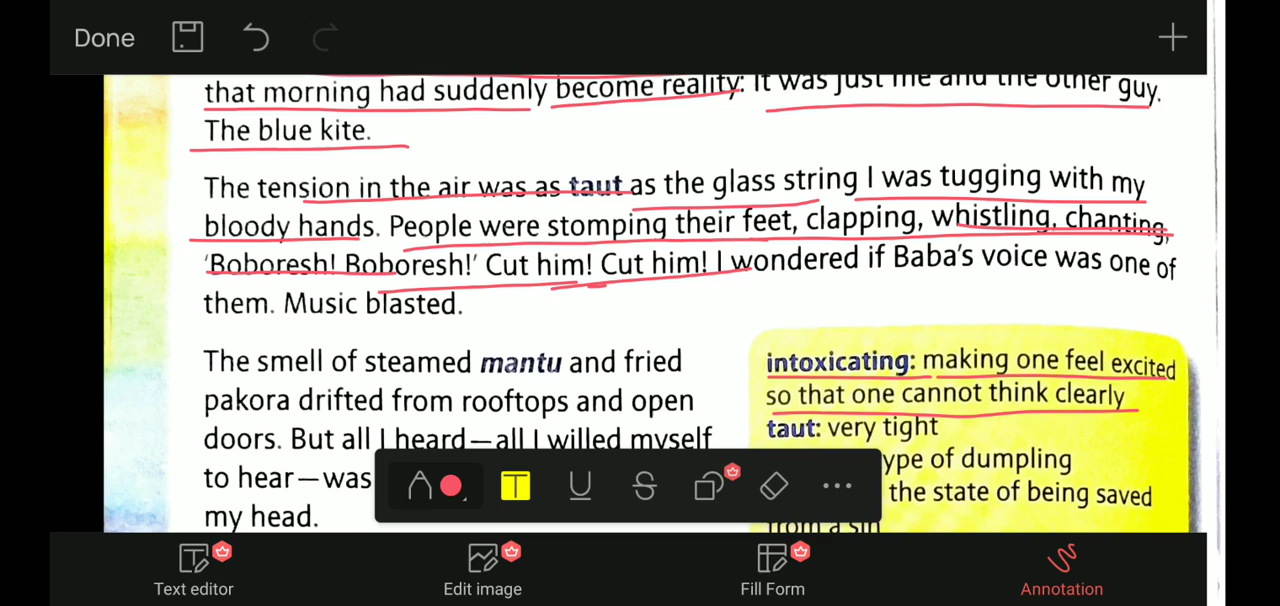 Done
that morning had suddenly become reality: It was just me and the other guy.
The blue kite.
The tension in the air was as taut as the glass string I was tugging with my
bloody hands. People were stomping their feet, clapping, whistling, chanting,
'Boboresh! Boboresh!' Cut him! Cut him! I wondered if Baba's voice was one of
them. Music blasted.
The smell of steamed mantu and fried
pakora drifted from rooftops and open
doors. But all I heard—all I willed myself
to hear—was
my head.
intoxicating: making one feel excited
so that one cannot think clearly
taut: very tight
ype of dumpling
the state of being saved
from a sin
Text editor
Edit image
Fill Form
Annotation